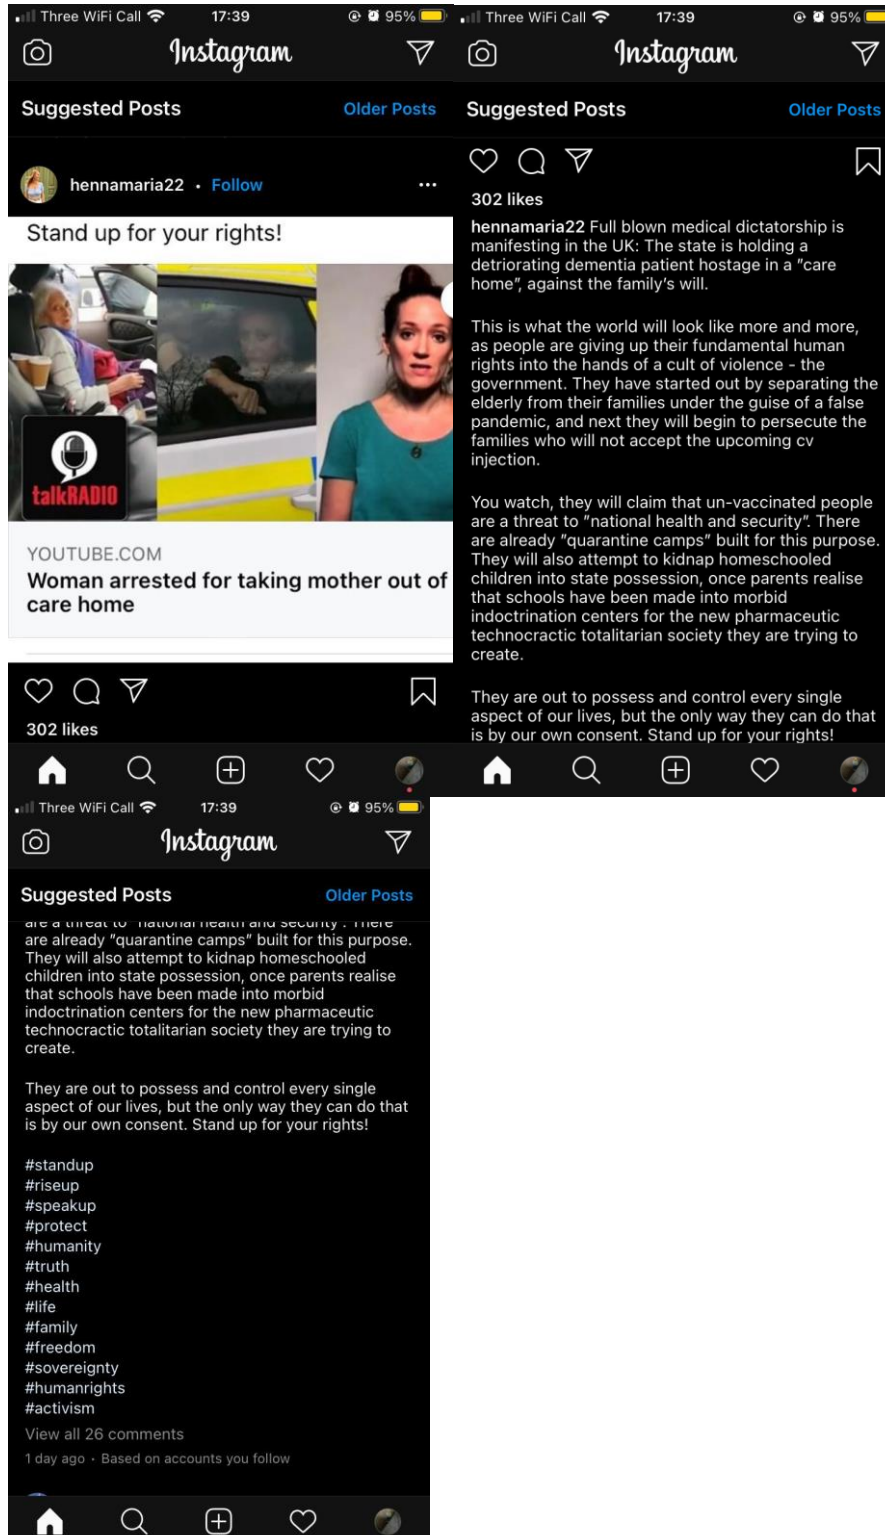 Three WiFi Call 17:39 95%
Instagram
Suggested Posts Older Posts
hennamaria22 • Follow
Stand up for your rights!
talkRADIO
YOUTUBE.COM
Woman arrested for taking mother out of
care home
302 likes
Three WiFi Call 17:39 95%
Instagram
Suggested Posts Older Posts
302 likes
hennamaria22 Full blown medical dictatorship is
manifesting in the UK: The state is holding a
detriorating dementia patient hostage in a "care
home", against the family's will.
This is what the world will look like more and more,
as people are giving up their fundamental human
rights into the hands of a cult of violence - the
government. They have started out by separating the
elderly from their families under the guise of a false
pandemic, and next they will begin to persecute the
families who will not accept the upcoming cv
injection.
You watch, they will claim that un-vaccinated people
are a threat to "national health and security". There
are already "quarantine camps" built for this purpose.
They will also attempt to kidnap homeschooled
children into state possession, once parents realise
that schools have been made into morbid
indoctrination centers for the new pharmaceutic
technocractic totalitarian society they are trying to
create.
They are out to possess and control every single
aspect of our lives, but the only way they can do that
is by our own consent. Stand up for your rights!
Three WiFi Call 17:39 95%
Instagram
Suggested Posts Older Posts
are a threat to "national health and security". There
are already "quarantine camps" built for this purpose.
They will also attempt to kidnap homeschooled
children into state possession, once parents realise
that schools have been made into morbid
indoctrination centers for the new pharmaceutic
technocractic totalitarian society they are trying to
create.
They are out to possess and control every single
aspect of our lives, but the only way they can do that
is by our own consent. Stand up for your rights!
#standup
#riseup
#speakup
#protect
#humanity
#truth
#health
#life
#family
#freedom
#sovereignty
#humanrights
#activism
View all 26 comments
1 day ago • Based on accounts you follow